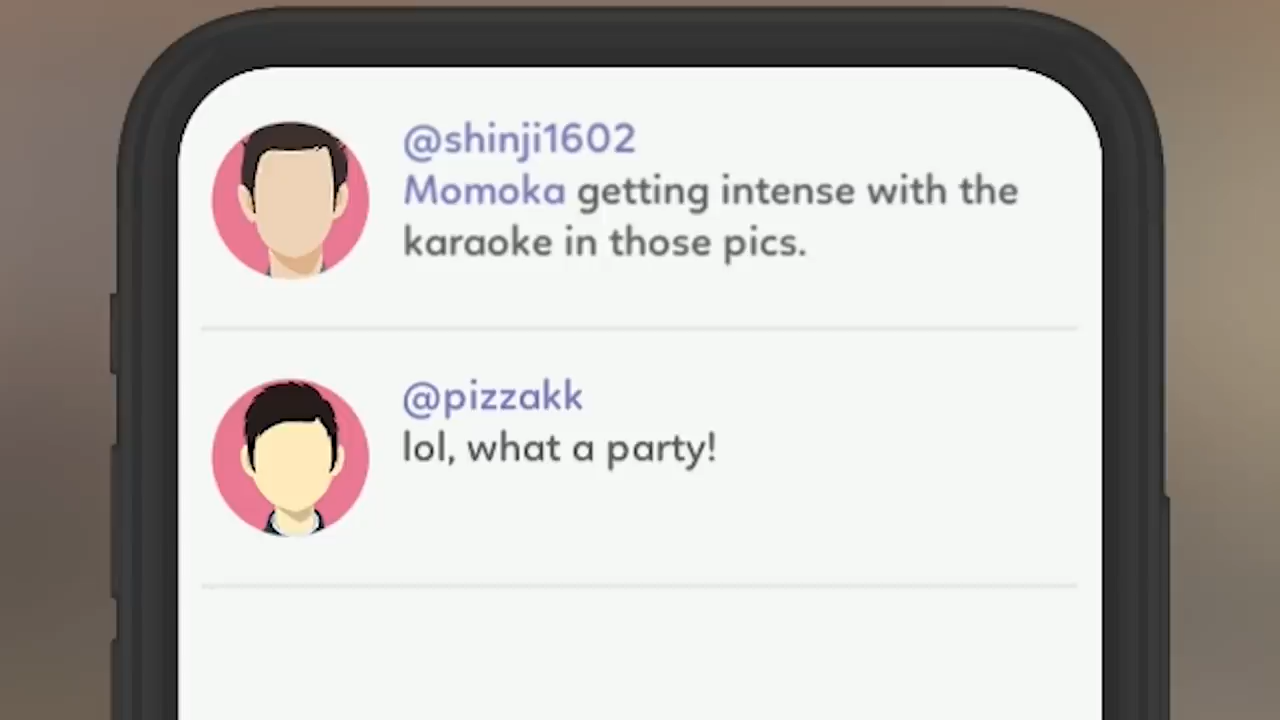 @shinji1602
Momoka getting intense with the
karaoke in those pics.
@pizzakk
lol, what a party!